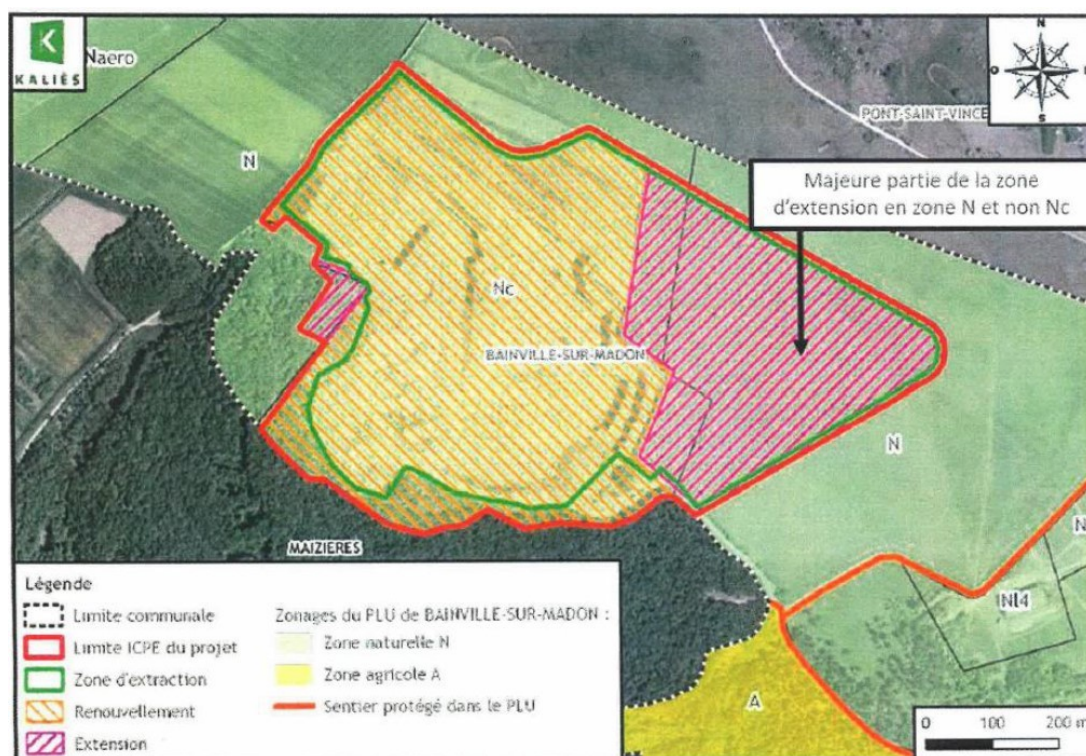 KALIÈS
Naero
N
O
S
PONT-SAINT-VINCE
N
Majeure partie de la zone
d'extension en zone N et non Nc
Nc
BAINVILLE-SUR-MADON
N
MAIZIERES
N
Nl4
A
Légende
Limite communale
Limite ICPE du projet
Zone d'extraction
Renouvellement
Extension
Zonages du PLU de BAINVILLE-SUR-MADON :
Zone naturelle N
Zone agricole A
Sentier protégé dans le PLU
0 100 200 m